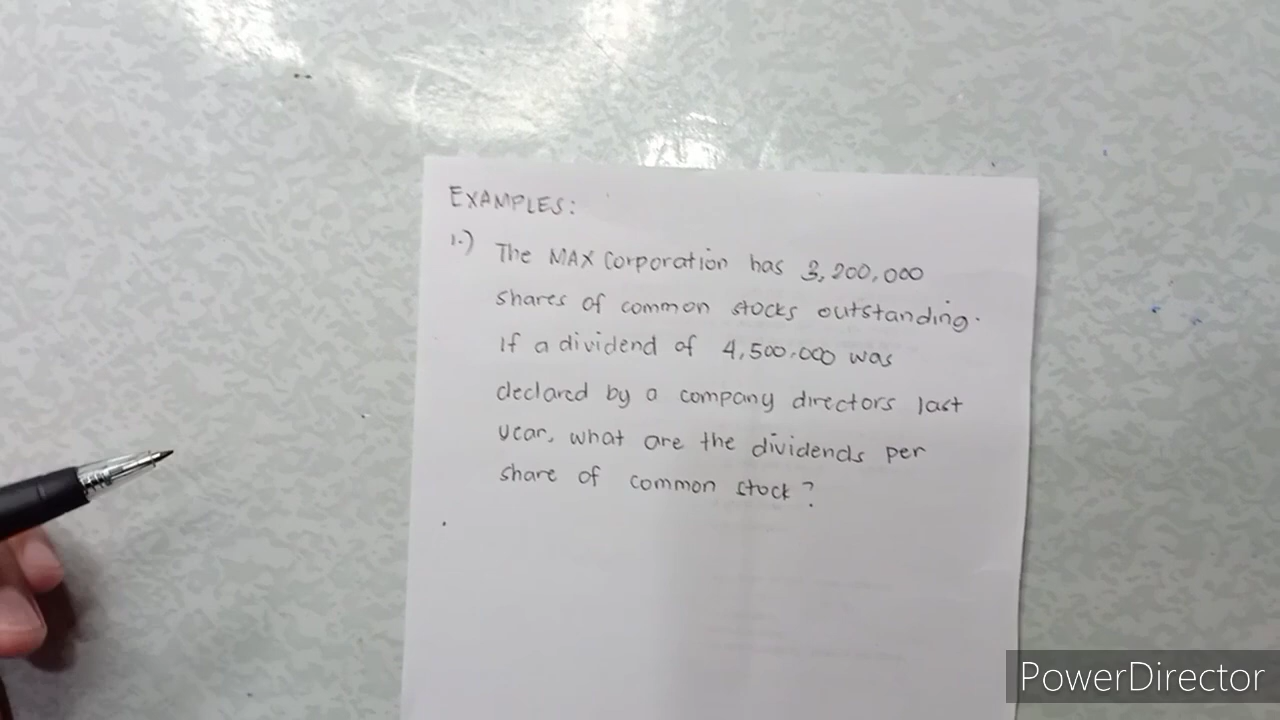 EXAMPLES:
1.) The MAX Corporation has 3,200,000
shares of common stocks outstanding.
If a dividend of 4,500,000 was
declared by a company directors last
year, what are the dividends per
share of common stock?
PowerDirector